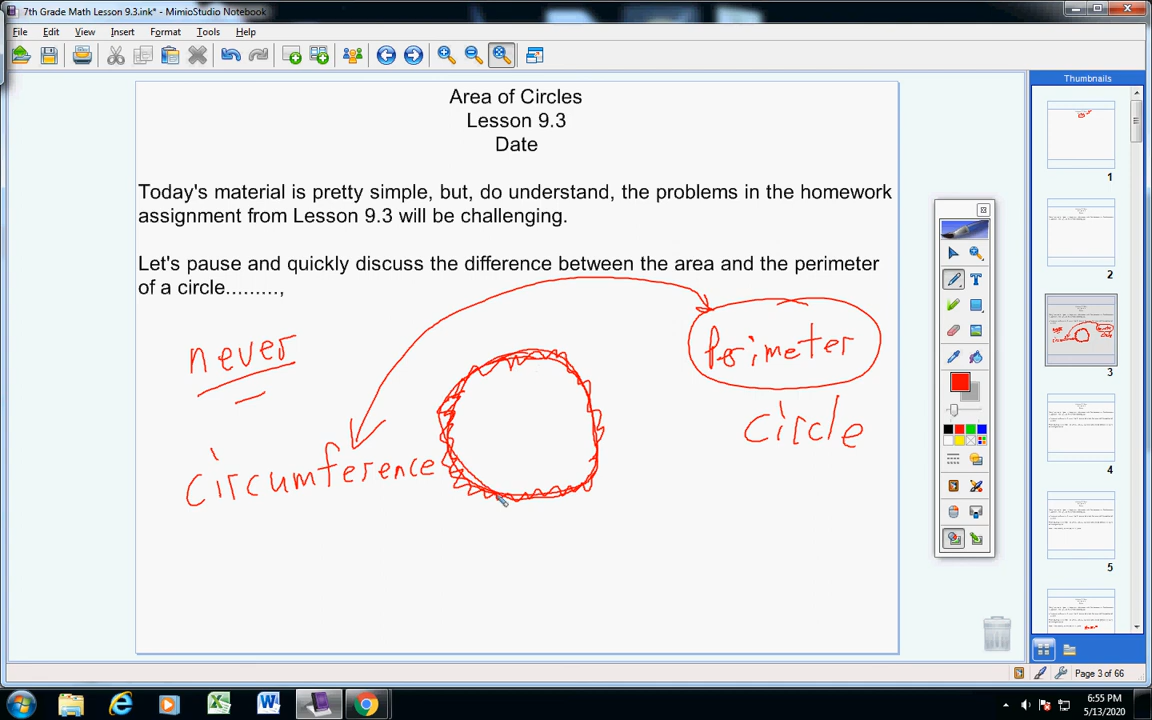 7th Grade Math Lesson 9.3.ink* - MimioStudio Notebook
File Edit View Insert Format Tools Help
Thumbnails
Area of Circles
Lesson 9.3
Date
Today's material is pretty simple, but, do understand, the problems in the homework
assignment from Lesson 9.3 will be challenging.
Let's pause and quickly discuss the difference between the area and the perimeter
of a circle.........,
never
Perimeter
circle
circumference
1
2
3
4
5
Page 3 of 66
6:55 PM
5/13/2020